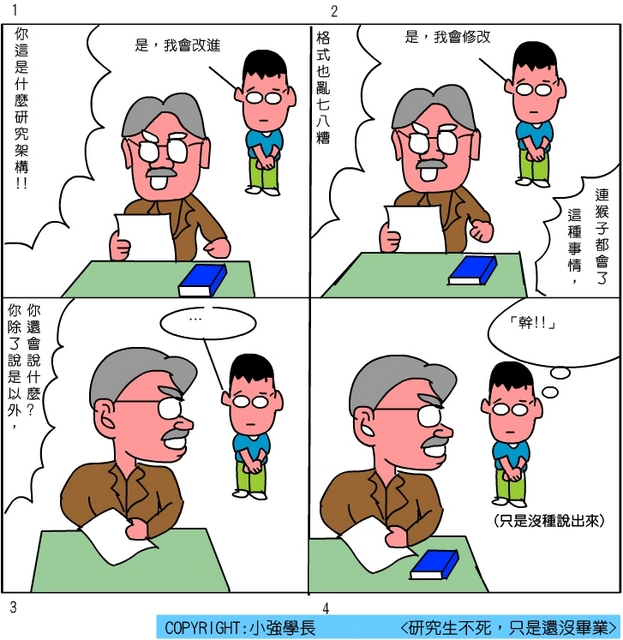 1
你這是什麼研究架構!!
是，我會改進
2
格式也亂七八糟
是，我會修改
連猴子都會了
這種事情，
你除了說是以外，
你還會說什麼?
...
「幹!!」
(只是沒種說出來)
3
4
COPYRIGHT:小強學長
<研究生不死，只是還沒畢業>